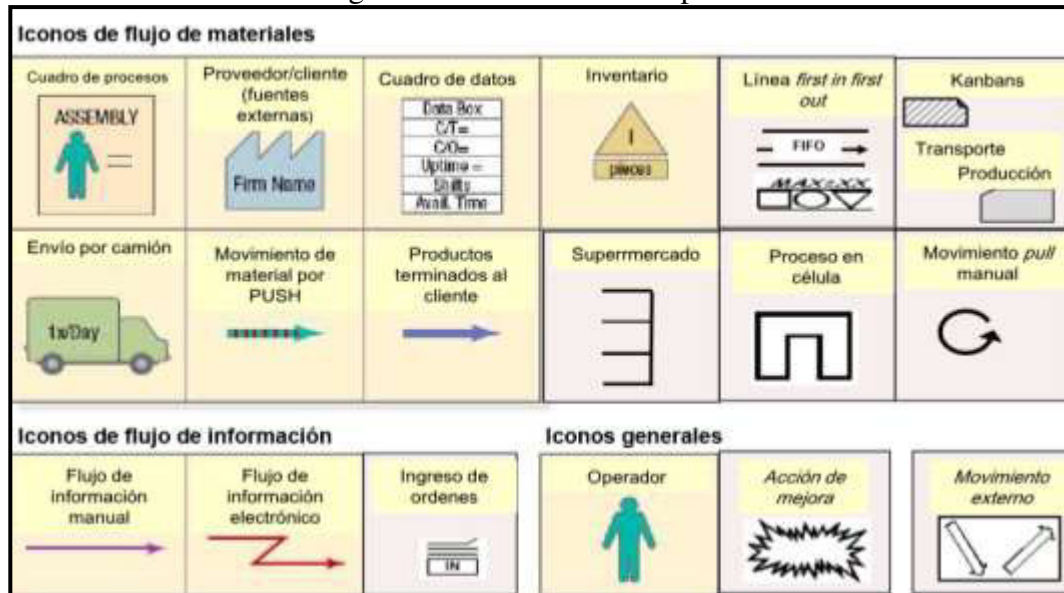 Iconos de flujo de materiales
Cuadro de procesos
ASSEMBLY
Proveedor/cliente
(fuentes
externas)
Firm Name
Cuadro de datos
Data Box
C/T=
C/O=
Uptime =
Shifts
Avail. Time
Inventario
I
pieces
Línea first in first
out
FIFO
MAX=XX
Kanbans
Transporte
Producción
Envío por camión
1x/Day
Movimiento de
material por
PUSH
Productos
terminados al
cliente
Superrmercado
Proceso en
célula
Movimiento pull
manual
Iconos de flujo de información
Flujo de
información
manual
Flujo de
información
electrónico
Ingreso de
ordenes
IN
Iconos generales
Operador
Acción de
mejora
Movimiento
externo